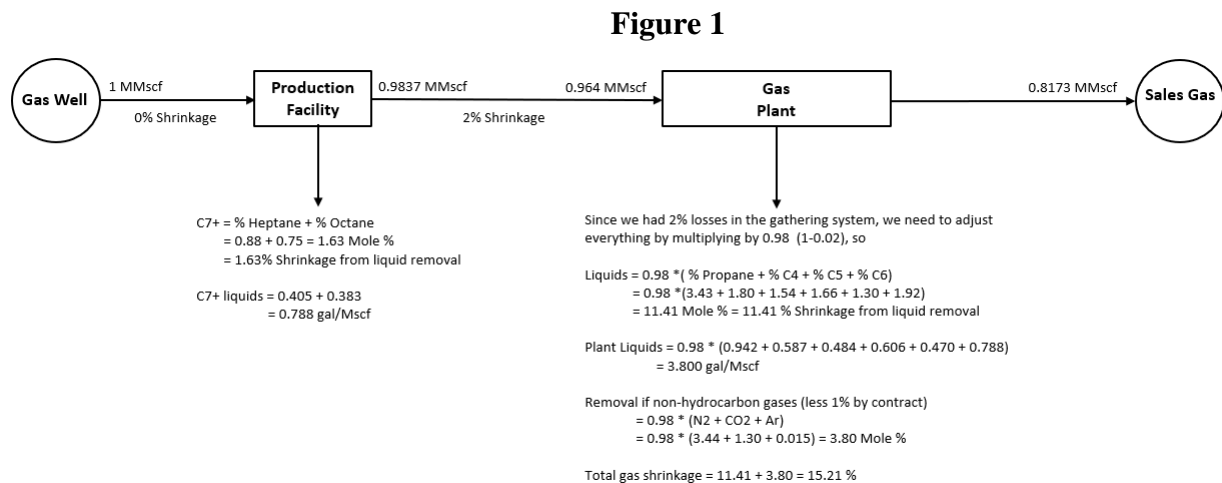 Figure 1
Gas Well
1 MMscf
0% Shrinkage
Production
Facility
0.9837 MMscf
2% Shrinkage
0.964 MMscf
Gas
Plant
0.8173 MMscf
Sales Gas
C7+ = % Heptane + % Octane
= 0.88 + 0.75 = 1.63 Mole %
= 1.63% Shrinkage from liquid removal
C7+ liquids = 0.405 + 0.383
= 0.788 gal/Mscf
Since we had 2% losses in the gathering system, we need to adjust
everything by multiplying by 0.98 (1-0.02), so
Liquids = 0.98 *( % Propane + % C4 + % C5 + % C6)
= 0.98 *(3.43 + 1.80 + 1.54 + 1.66 + 1.30 + 1.92)
= 11.41 Mole % = 11.41 % Shrinkage from liquid removal
Plant Liquids = 0.98 * (0.942 + 0.587 + 0.484 + 0.606 + 0.470 + 0.788)
= 3.800 gal/Mscf
Removal if non-hydrocarbon gases (less 1% by contract)
= 0.98 * (N2 + CO2 + Ar)
= 0.98 * (3.44 + 1.30 + 0.015) = 3.80 Mole %
Total gas shrinkage = 11.41 + 3.80 = 15.21 %